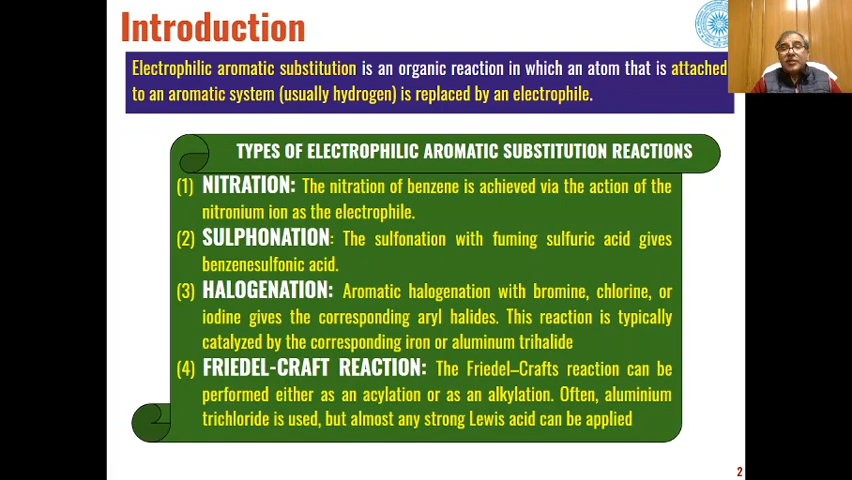 Introduction
Electrophilic aromatic substitution is an organic reaction in which an atom that is attached
to an aromatic system (usually hydrogen) is replaced by an electrophile.
TYPES OF ELECTROPHILIC AROMATIC SUBSTITUTION REACTIONS
(1) NITRATION: The nitration of benzene is achieved via the action of the
nitronium ion as the electrophile.
(2) SULPHONATION: The sulfonation with fuming sulfuric acid gives
benzenesulfonic acid.
(3) HALOGENATION: Aromatic halogenation with bromine, chlorine, or
iodine gives the corresponding aryl halides. This reaction is typically
catalyzed by the corresponding iron or aluminum trihalide
(4) FRIEDEL-CRAFT REACTION: The Friedel–Crafts reaction can be
performed either as an acylation or as an alkylation. Often, aluminium
trichloride is used, but almost any strong Lewis acid can be applied
2